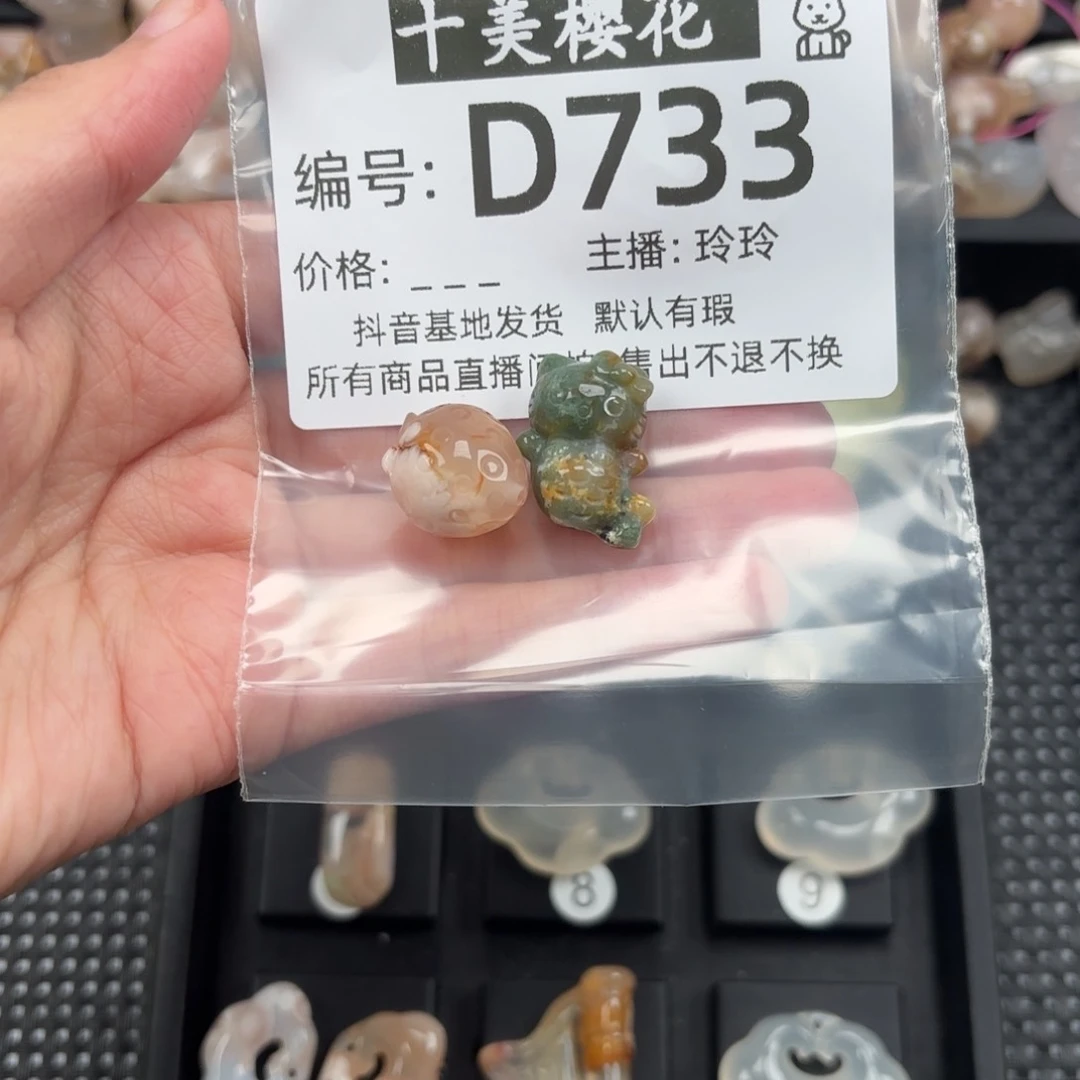 十美樱花
编号: D733
价格: _ _ _ 主播: 玲玲
抖音基地发货 默认有瑕
所有商品直播 售出不退不换
8
9